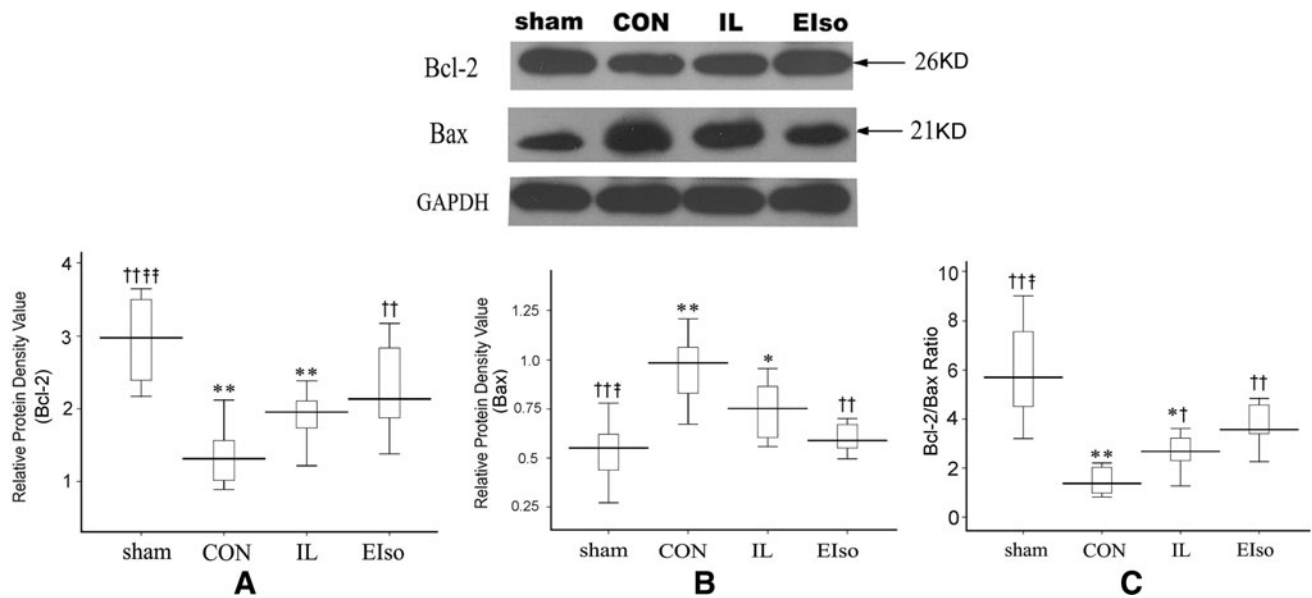 sham CON IL EIso
Bcl-2 26KD
Bax 21KD
GAPDH
Relative Protein Density Value
(Bcl-2)
4
3
2
1
††‡‡
**
**
††
sham CON IL EIso
A
Relative Protein Density Value
(Bax)
1.25
1.0
0.75
0.5
0.25
††‡
**
*
††
sham CON IL EIso
B
Bcl-2/Bax Ratio
10
8
6
4
2
0
††‡
**
*†
††
sham CON IL EIso
C